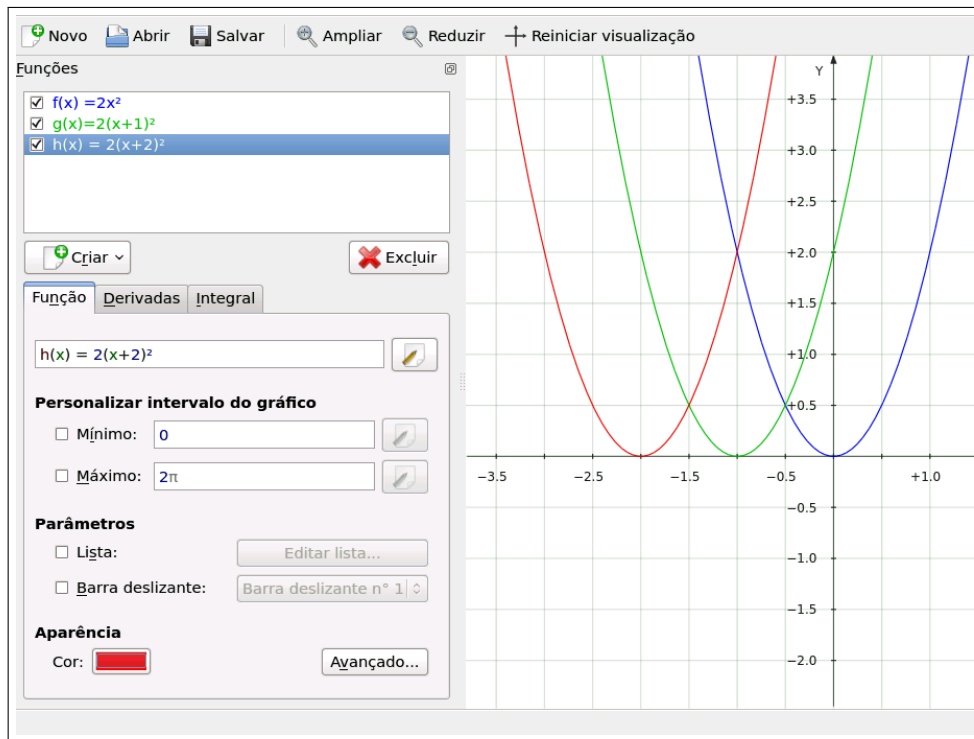 Novo Abrir Salvar Ampliar Reduzir Reiniciar visualização
Funções
f(x) =2x²
g(x)=2(x+1)²
h(x) = 2(x+2)²
Criar Excluir
Função Derivadas Integral
h(x) = 2(x+2)²
Personalizar intervalo do gráfico
Mínimo: 0
Máximo: 2π
Parâmetros
Lista: Editar lista...
Barra deslizante: Barra deslizante n° 1
Aparência
Cor: Avançado...
Y
+3.5
+3.0
+2.5
+2.0
+1.5
+1.0
+0.5
−3.5 −2.5 −1.5 −0.5 +1.0
−0.5
−1.0
−1.5
−2.0